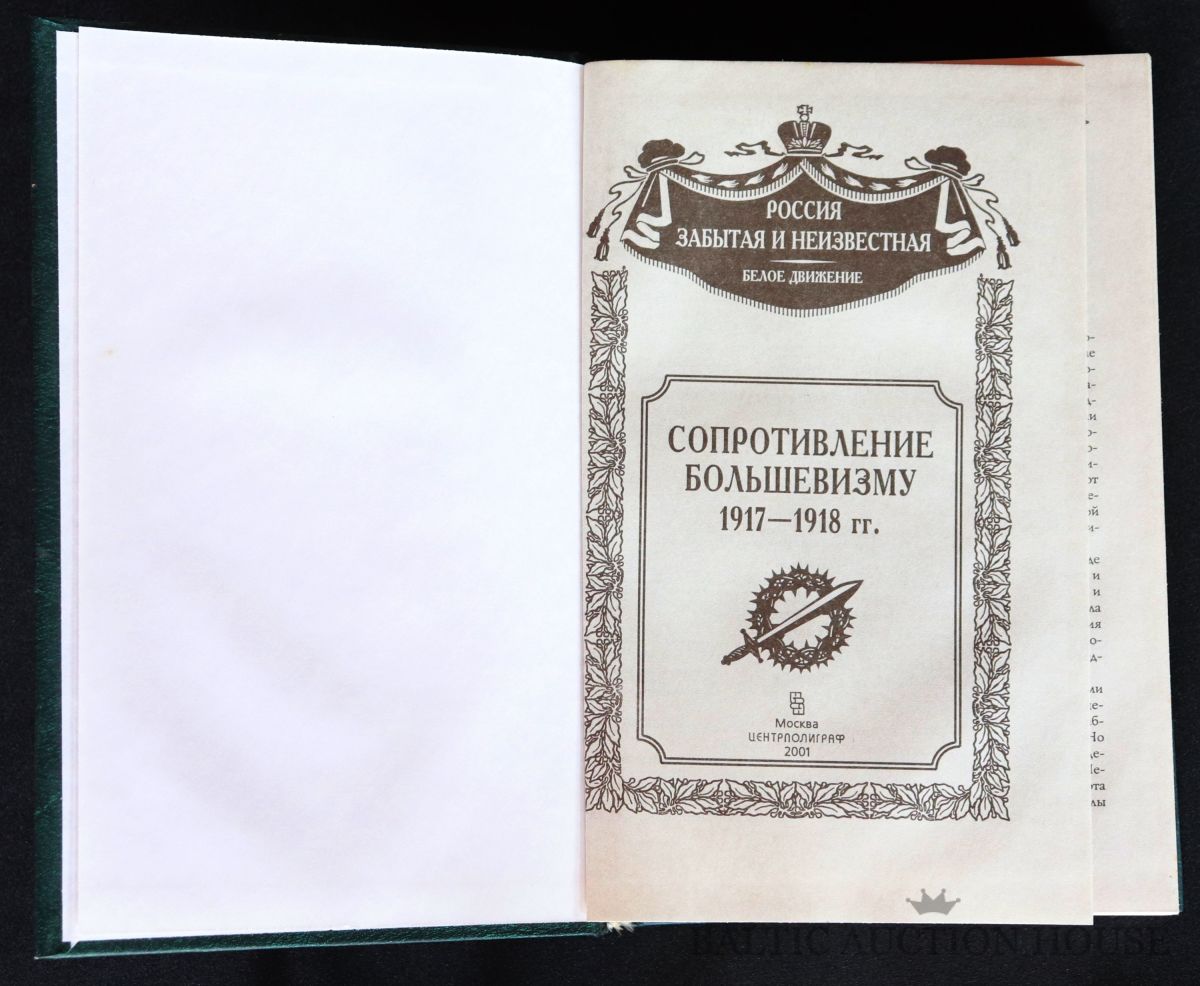 РОССИЯ
ЗАБЫТАЯ И НЕИЗВЕСТНАЯ
БЕЛОЕ ДВИЖЕНИЕ
СОПРОТИВЛЕНИЕ
БОЛЬШЕВИЗМУ
1917—1918 гг.
Москва
ЦЕНТРПОЛИГРАФ
2001
BALTIC AUCTION HOUSE